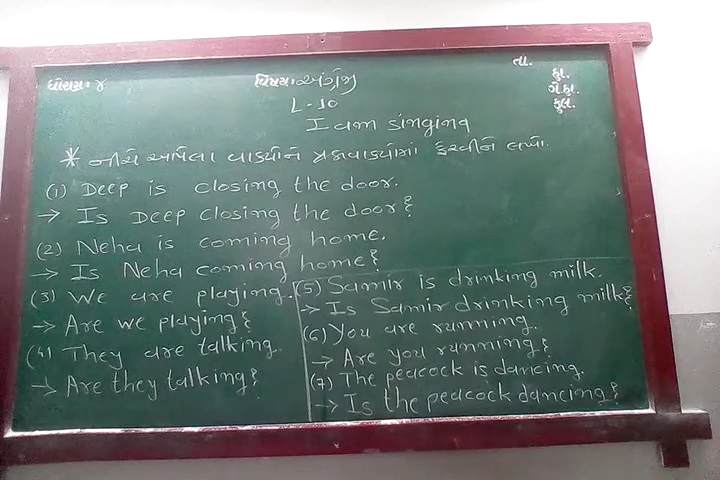 ધોરણ: ૪
વિષય: અંગ્રેજી
તા.
હા.
ગે.હા.
કુલ.
L-10
I am singing
* નીચે આપેલા વાક્યોને પ્રશ્નવાક્યોમાં ફેરવીને લખો.
(1) Deep is closing the door.
→ Is Deep closing the door?
(2) Neha is coming home.
→ Is Neha coming home?
(3) We are playing.
→ Are we playing?
(4) They are talking.
→ Are they talking?
(5) Samir is drinking milk.
→ Is Samir drinking milk?
(6) You are running.
→ Are you running?
(7) The peacock is dancing.
→ Is the peacock dancing?